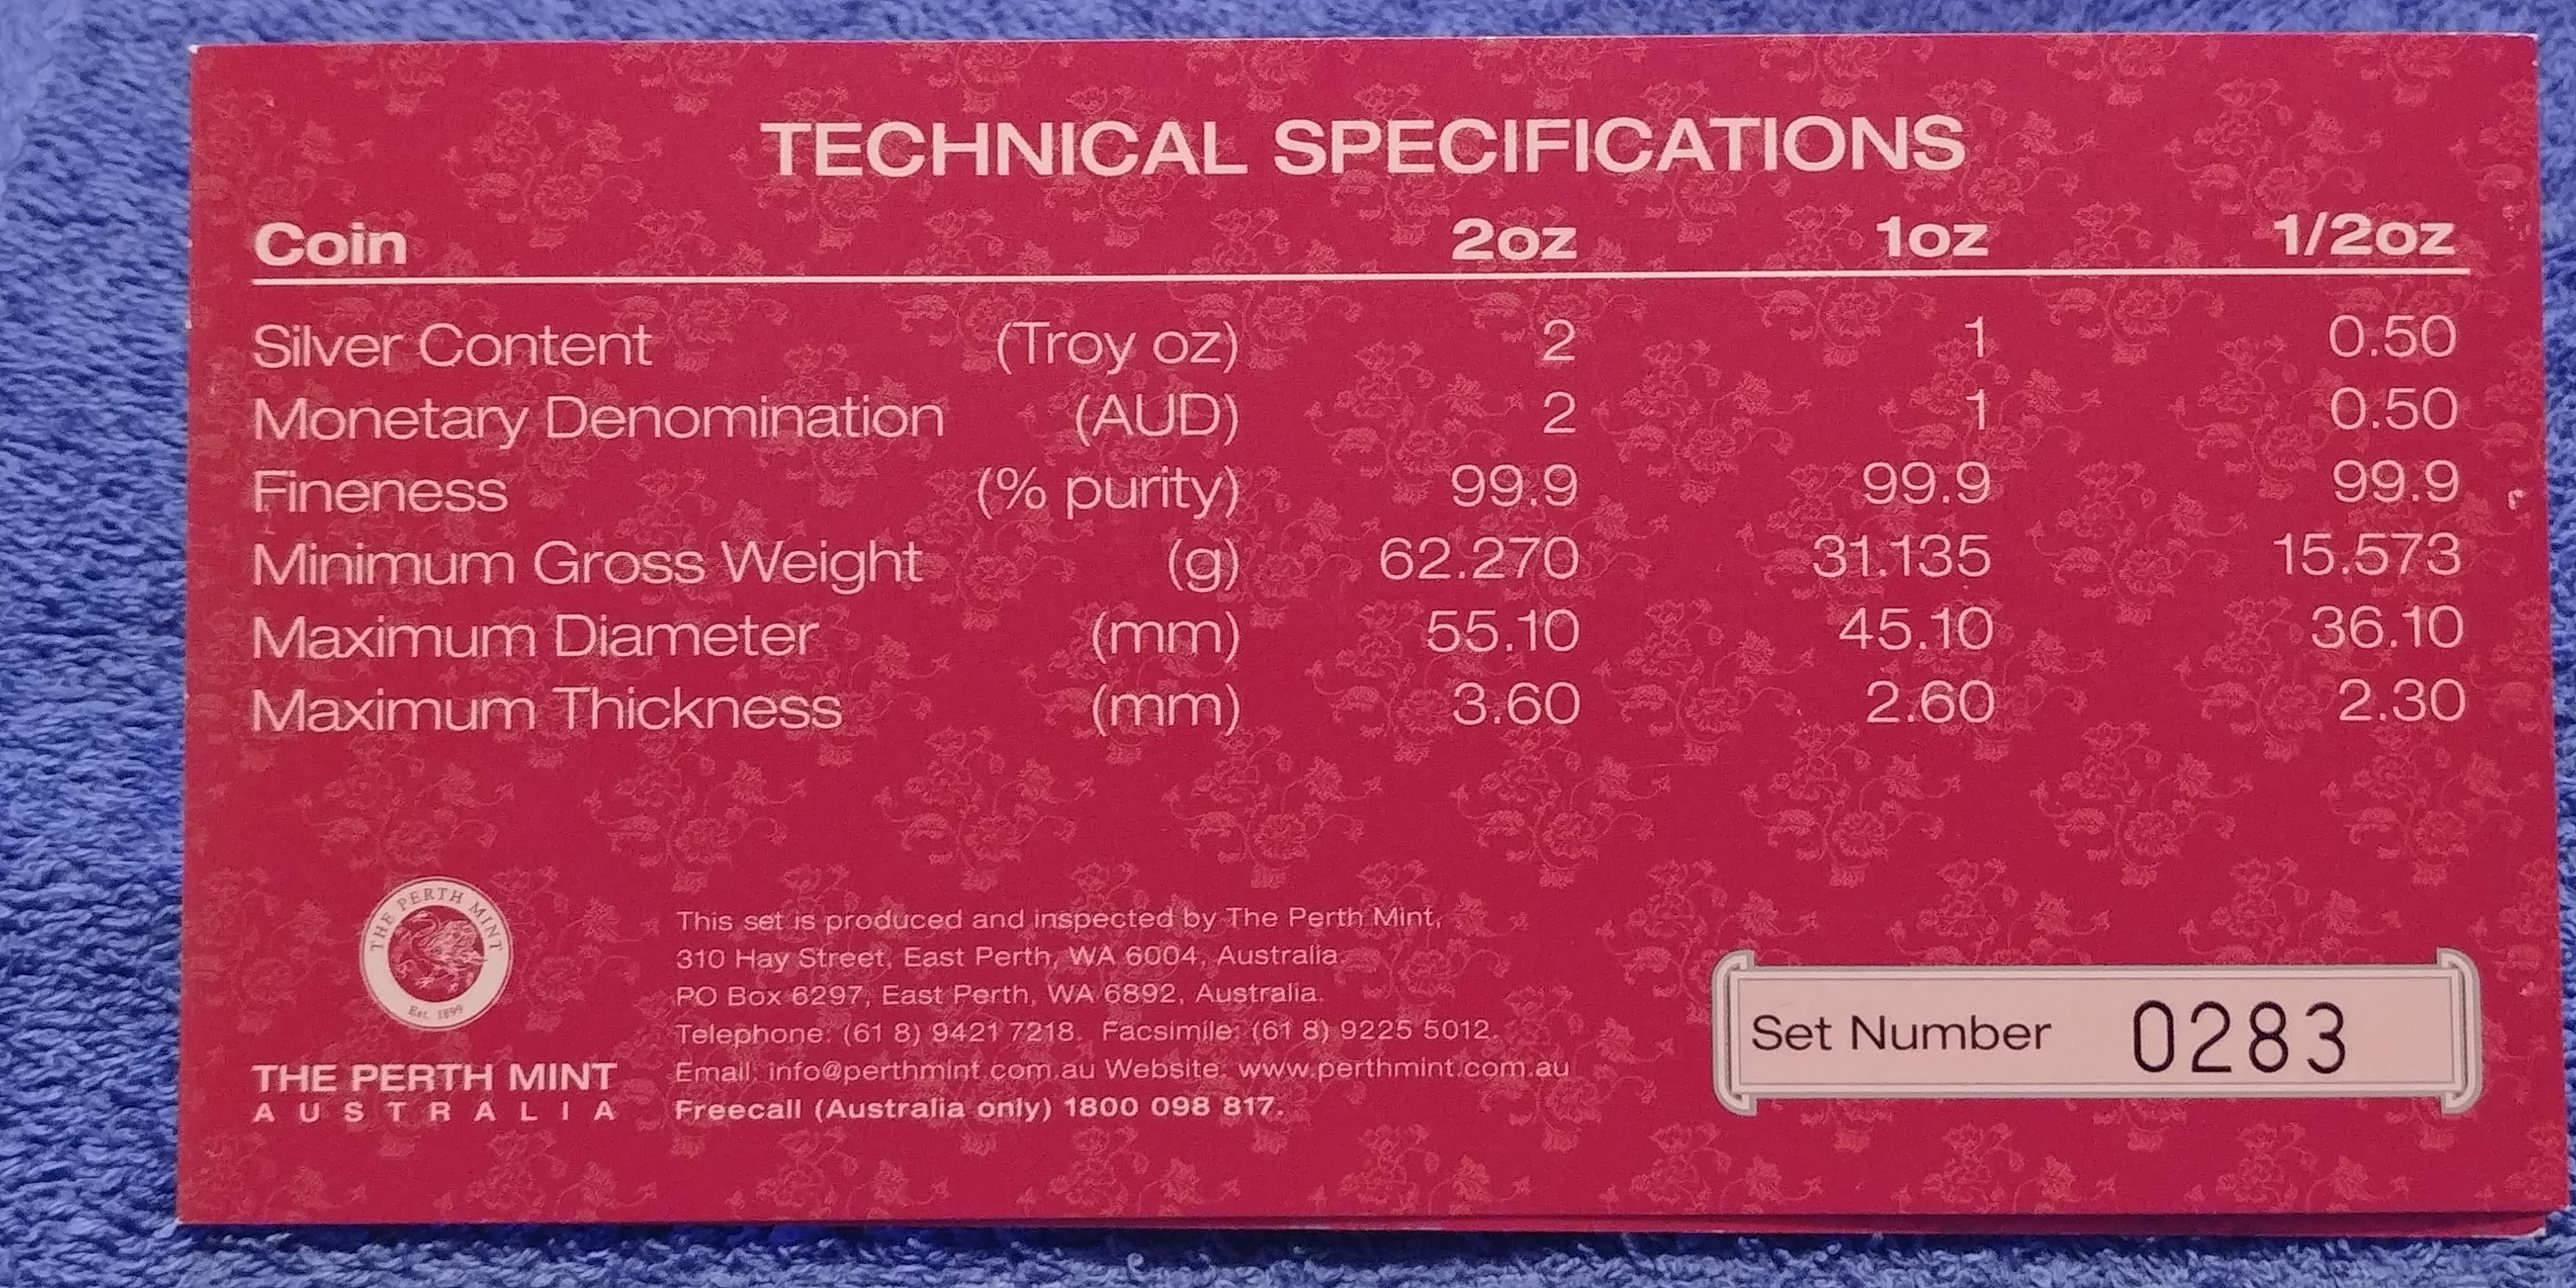 TECHNICAL SPECIFICATIONS
Coin 2oz 1oz 1/2oz
Silver Content (Troy oz) 2 1 0.50
Monetary Denomination (AUD) 2 1 0.50
Fineness (% purity) 99.9 99.9 99.9
Minimum Gross Weight (g) 62.270 31.135 15.573
Maximum Diameter (mm) 55.10 45.10 36.10
Maximum Thickness (mm) 3.60 2.60 2.30
THE PERTH MINT
Est. 1899
THE PERTH MINT
AUSTRALIA
This set is produced and inspected by The Perth Mint,
310 Hay Street, East Perth, WA 6004, Australia.
PO Box 6297, East Perth, WA 6892, Australia.
Telephone: (61 8) 9421 7218. Facsimile: (61 8) 9225 5012.
Email: info@perthmint.com.au Website: www.perthmint.com.au
Freecall (Australia only) 1800 098 817.
Set Number 0283